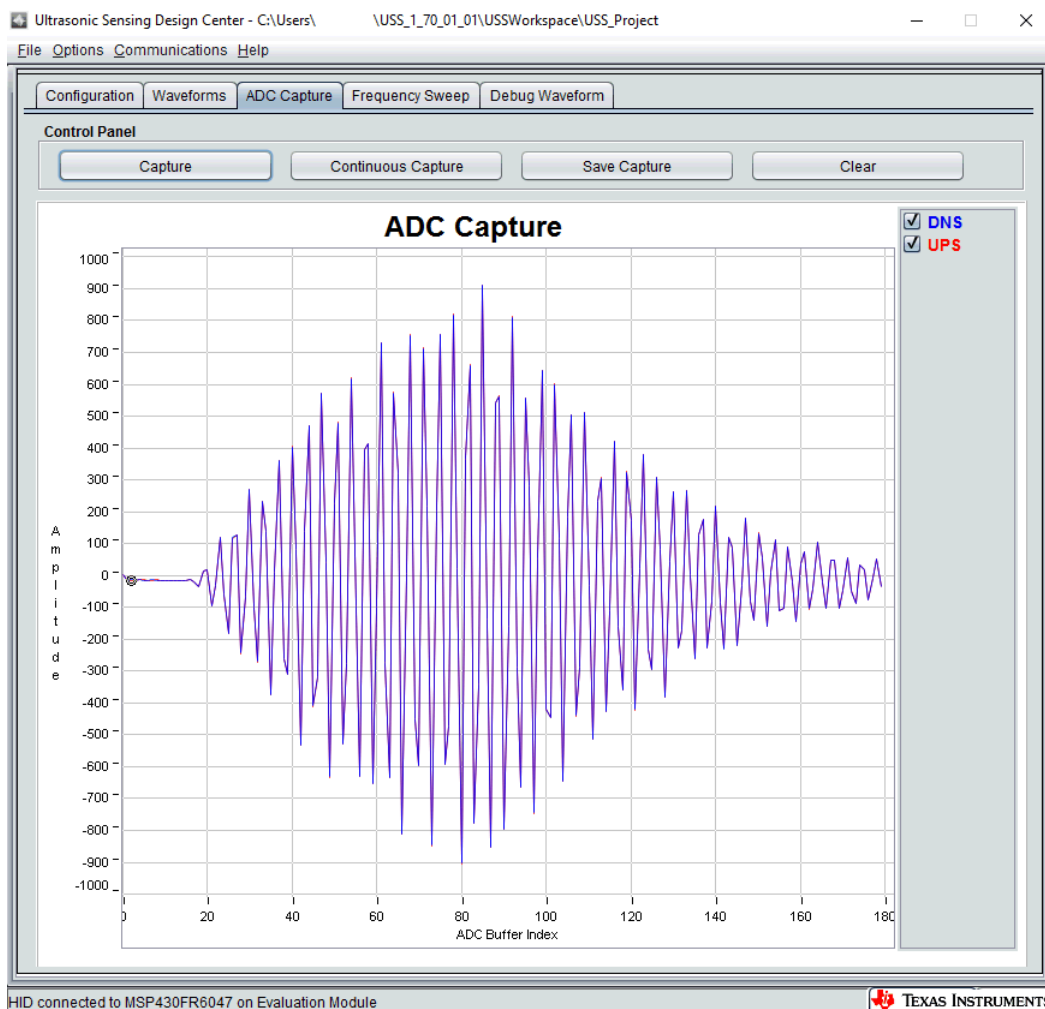 Ultrasonic Sensing Design Center - C:\Users\ \USS_1_70_01_01\USSWorkspace\USS_Project
File Options Communications Help
Configuration Waveforms ADC Capture Frequency Sweep Debug Waveform
Control Panel
Capture Continuous Capture Save Capture Clear
ADC Capture
DNS
UPS
1000
900
800
700
600
500
400
300
200
100
0
-100
-200
-300
-400
-500
-600
-700
-800
-900
-1000
Amplitude
0 20 40 60 80 100 120 140 160 180
ADC Buffer Index
HID connected to MSP430FR6047 on Evaluation Module
TEXAS INSTRUMENTS